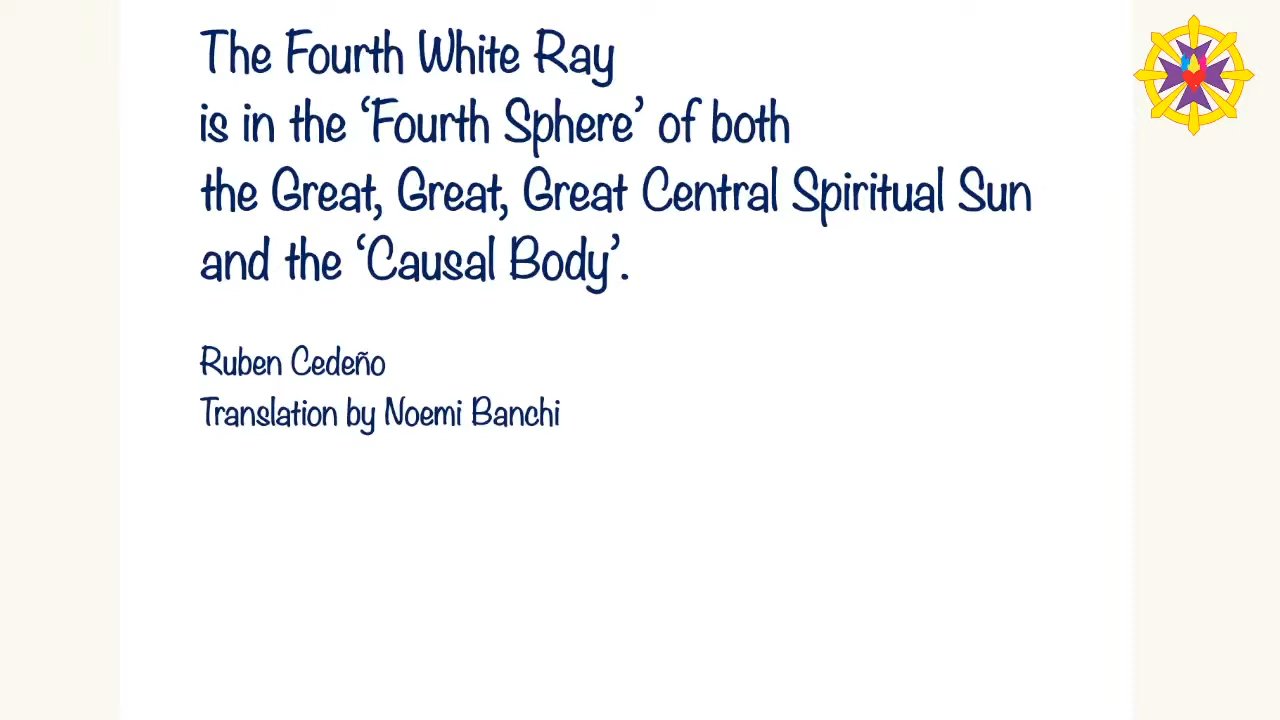 The Fourth White Ray
is in the ‘Fourth Sphere’ of both
the Great, Great, Great Central Spiritual Sun
and the ‘Causal Body’.
Ruben Cedeño
Translation by Noemi Banchi